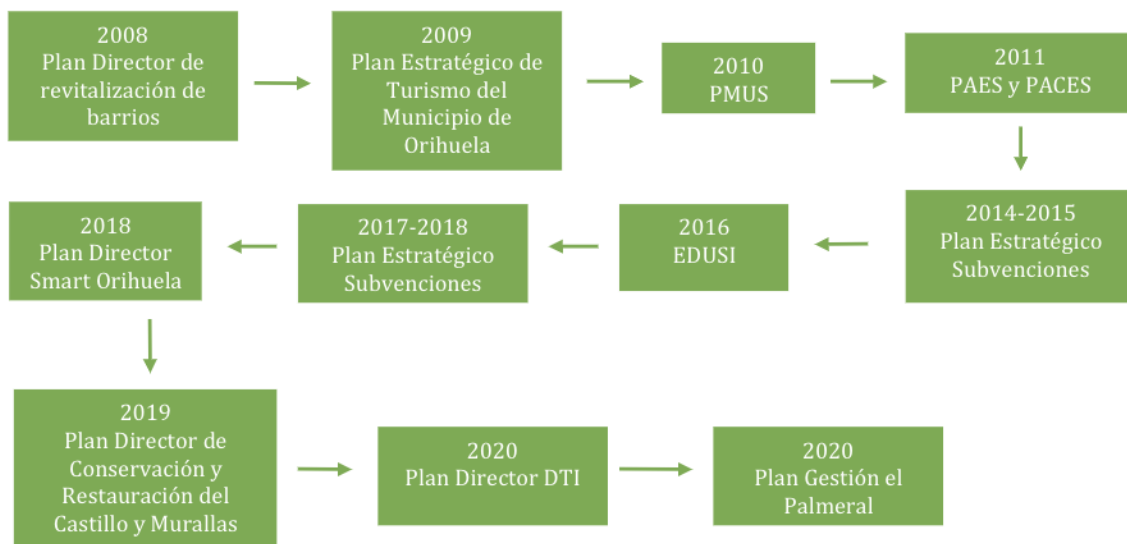 2008
Plan Director de
revitalización de
barrios
2009
Plan Estratégico de
Turismo del
Municipio de
Orihuela
2010
PMUS
2011
PAES y PACES
2014-2015
Plan Estratégico
Subvenciones
2016
EDUSI
2017-2018
Plan Estratégico
Subvenciones
2018
Plan Director
Smart Orihuela
2019
Plan Director de
Conservación y
Restauración del
Castillo y Murallas
2020
Plan Director DTI
2020
Plan Gestión el
Palmeral